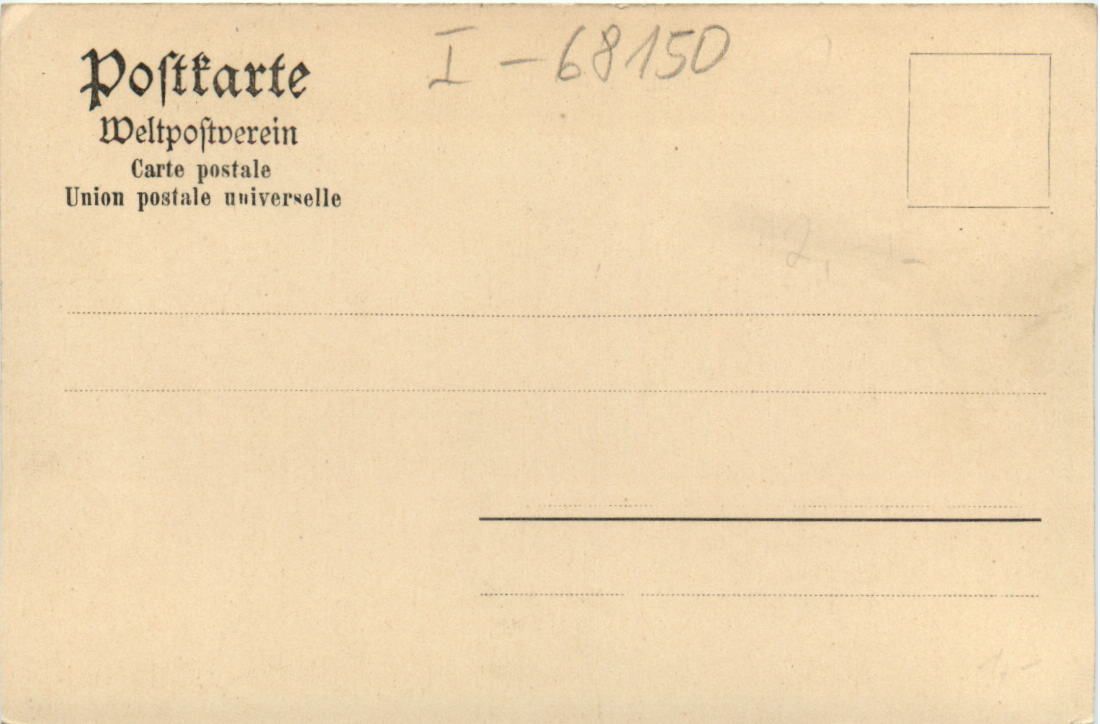 Postkarte
I - 68150
Weltpostverein
Carte postale
Union postale universelle